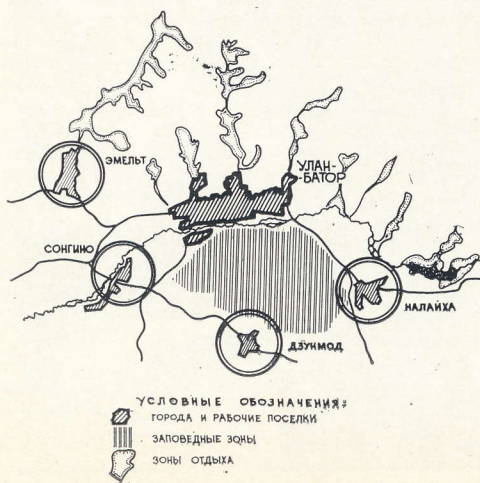 ЭМЕЛЬТ
УЛАН-
БАТОР
СОНГИНО
НАЛАЙХА
ДЗУНМОД
УСЛОВНЫЕ ОБОЗНАЧЕНИЯ:
ГОРОДА И РАБОЧИЕ ПОСЕЛКИ
ЗАПОВЕДНЫЕ ЗОНЫ
ЗОНЫ ОТДЫХА